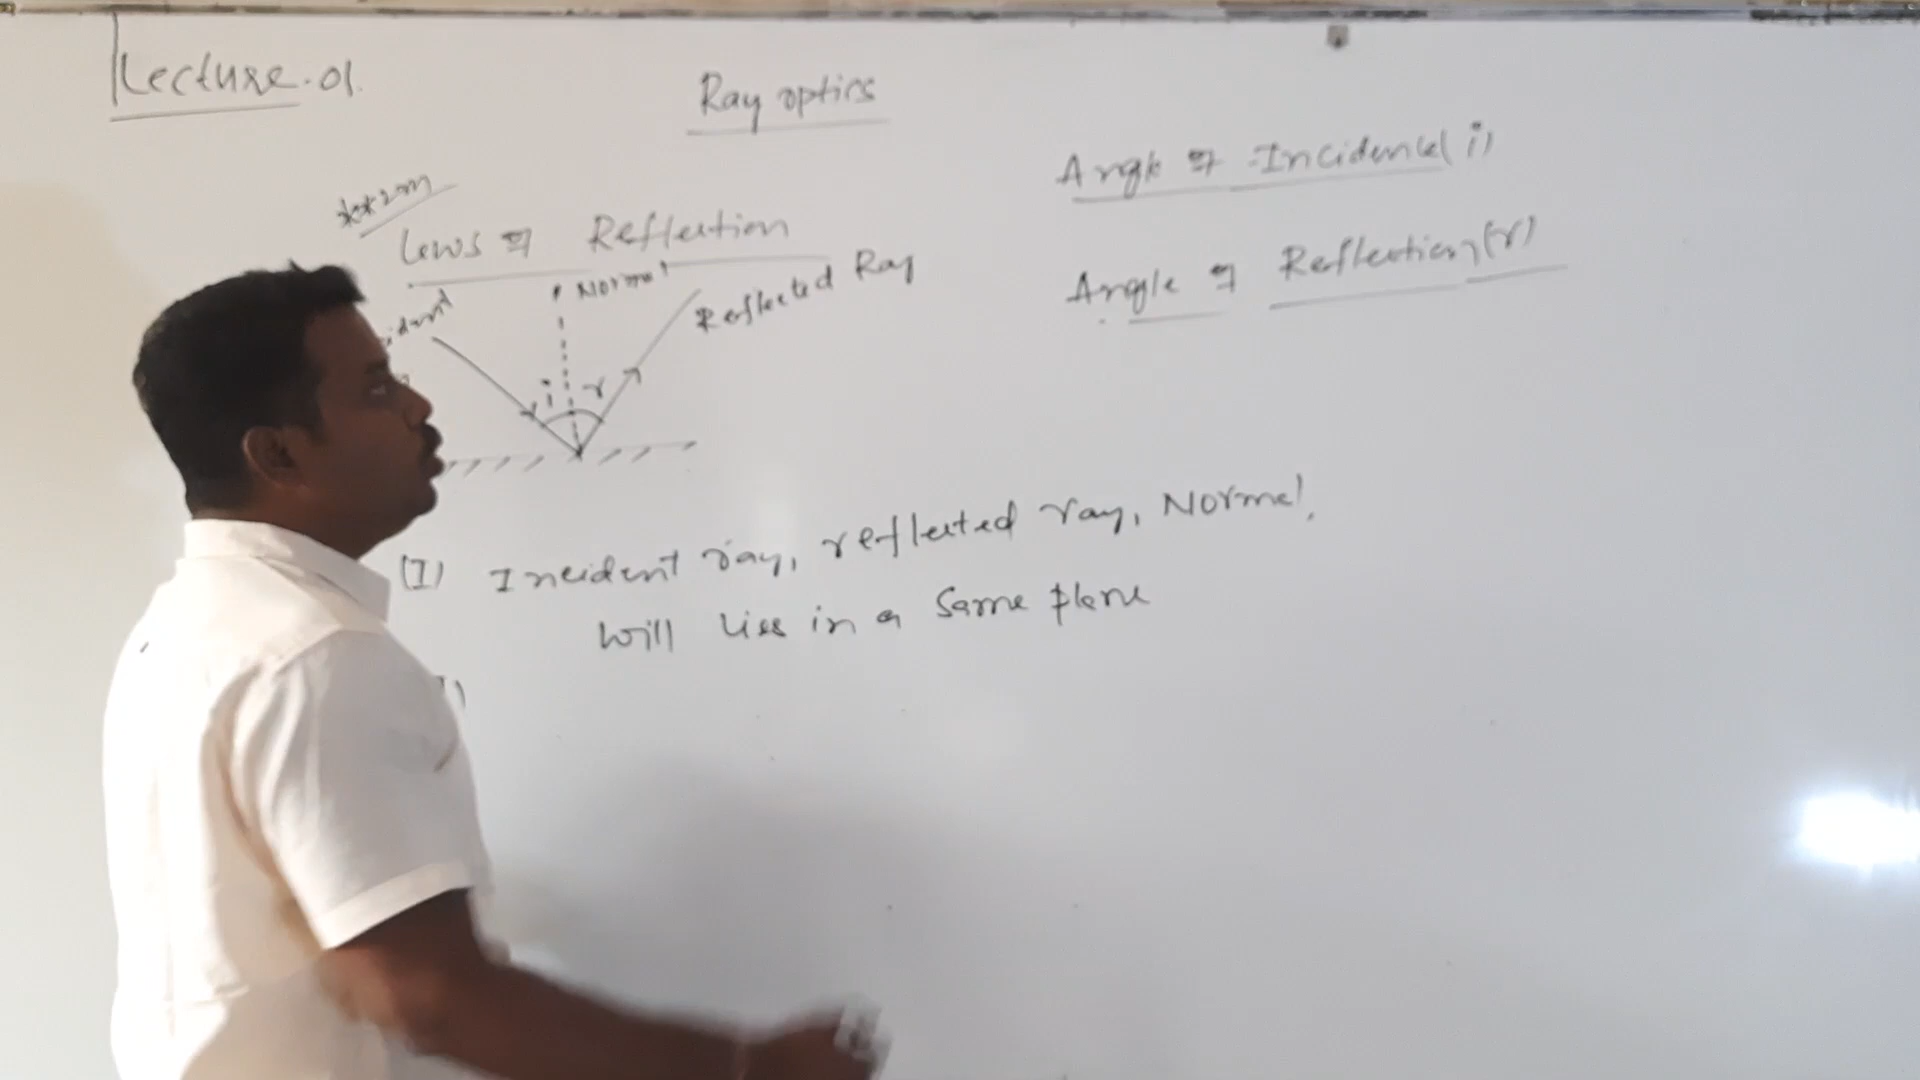 Lecture-01.
Ray optics
Angle of Incidence(i)
**2m
Laws of Reflection
Angle of Reflection(r)
Normal
Reflected Ray
i
r
(I) Incident ray, reflected ray, Normal,
will lies in a same plane